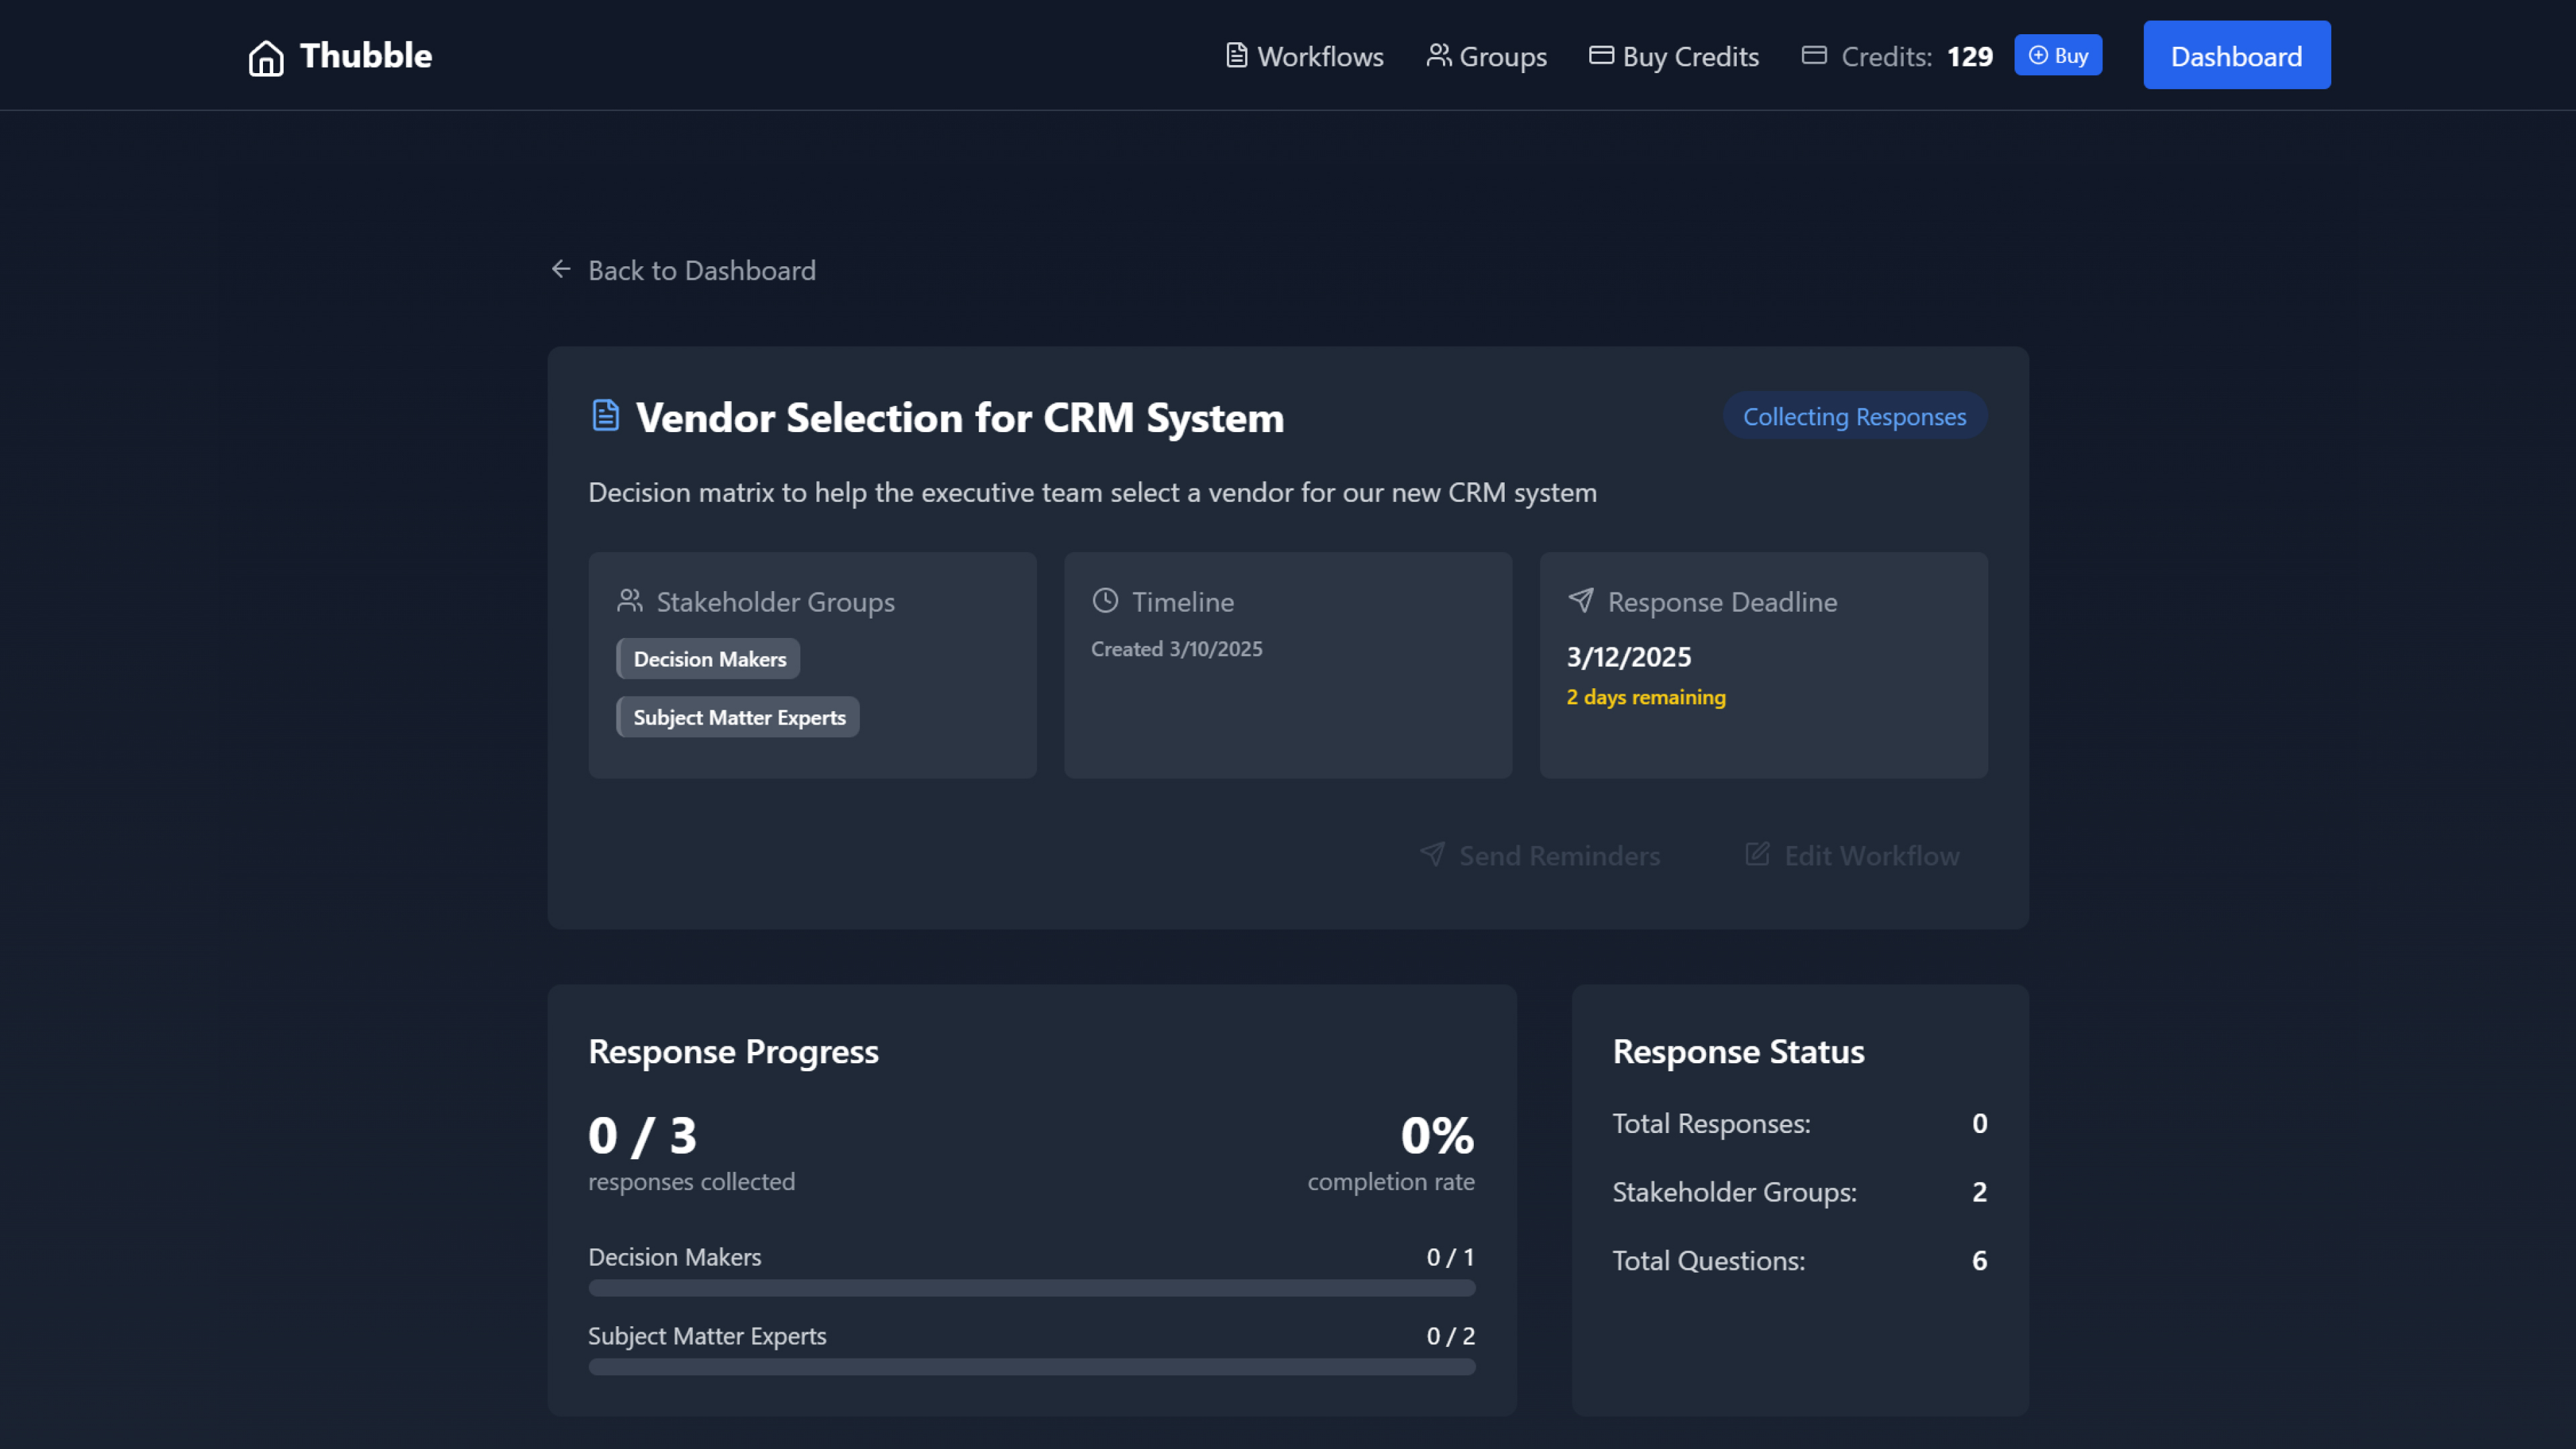 Thubble
Workflows
Groups
Buy Credits
Credits: 129
Buy
Dashboard
Back to Dashboard
Vendor Selection for CRM System
Collecting Responses
Decision matrix to help the executive team select a vendor for our new CRM system
Stakeholder Groups
Decision Makers
Subject Matter Experts
Timeline
Created 3/10/2025
Response Deadline
3/12/2025
2 days remaining
Send Reminders
Edit Workflow
Response Progress
0 / 3
responses collected
0%
completion rate
Decision Makers 0 / 1
Subject Matter Experts 0 / 2
Response Status
Total Responses: 0
Stakeholder Groups: 2
Total Questions: 6